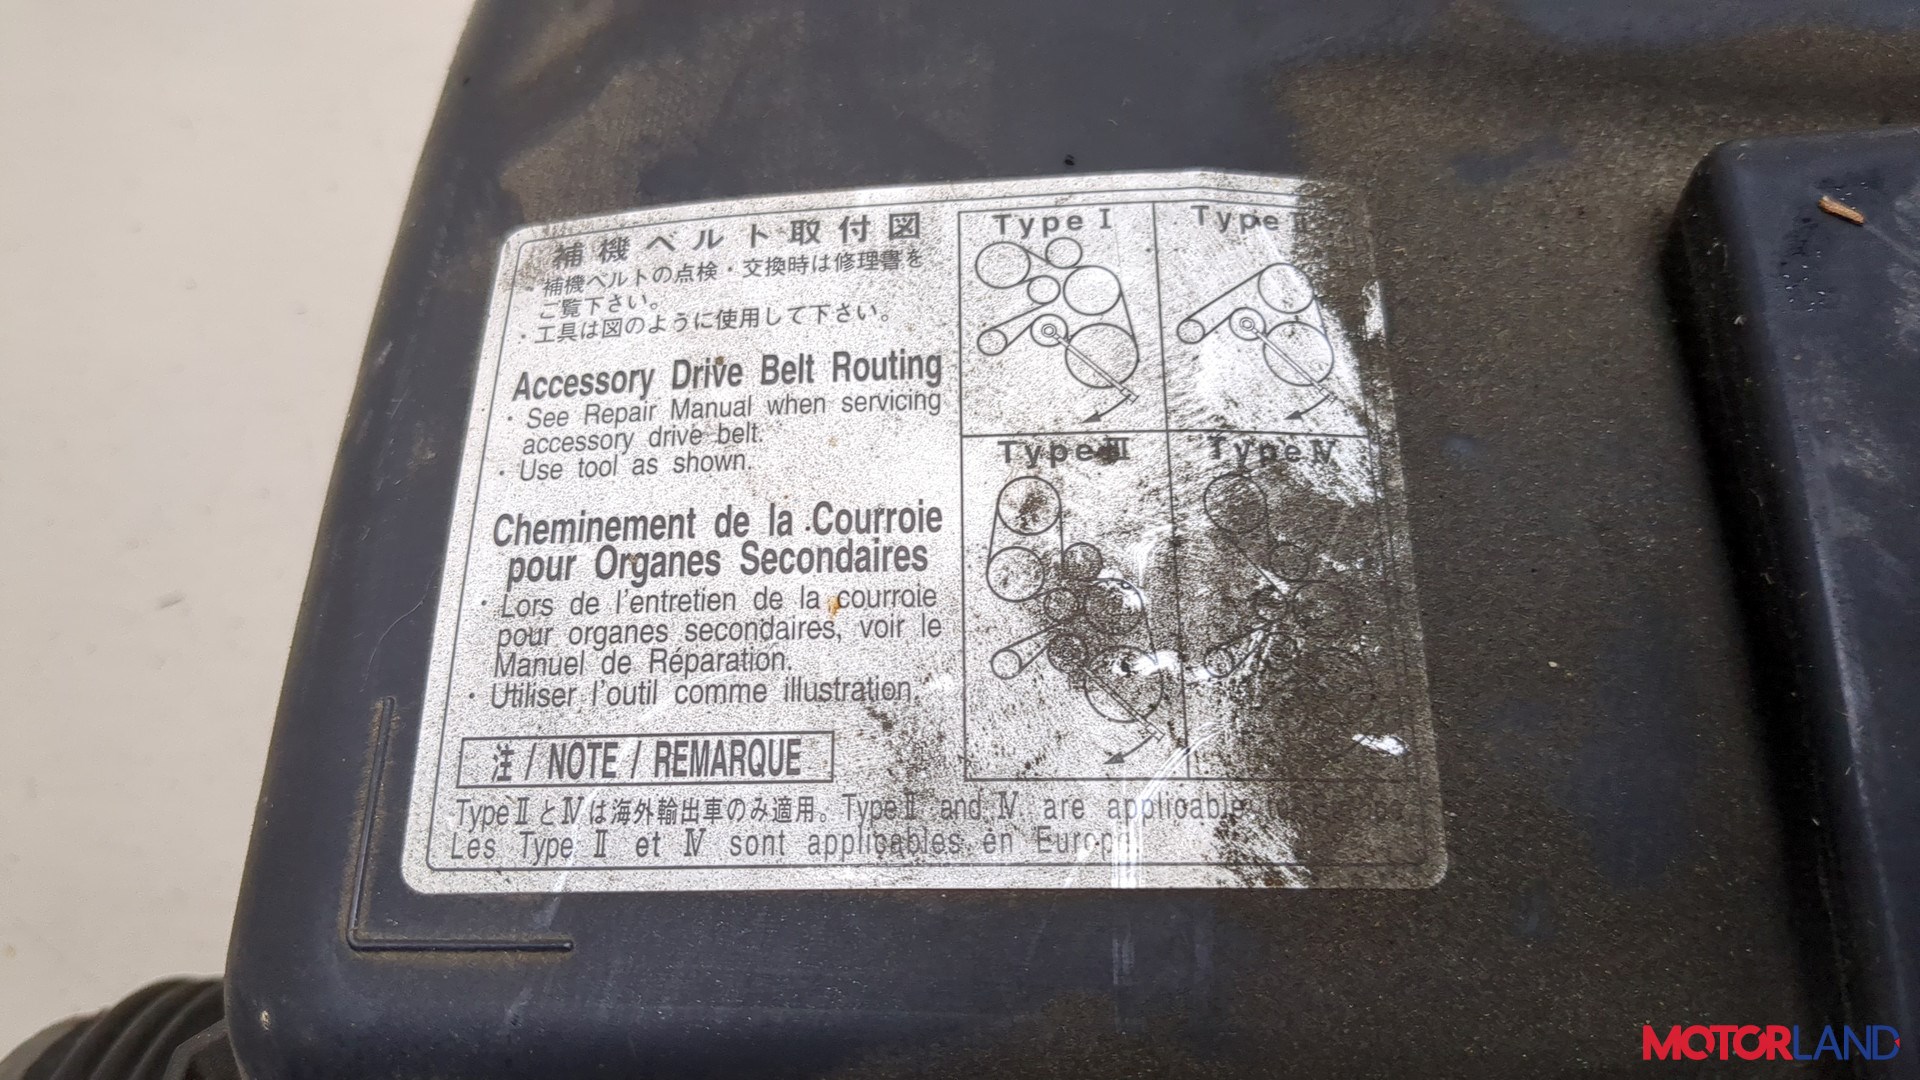 補機ベルト取付図
・補機ベルトの点検・交換時は修理書を
ご覧下さい。
・工具は図のように使用して下さい。
Accessory Drive Belt Routing
・See Repair Manual when servicing
accessory drive belt.
・Use tool as shown.
Cheminement de la Courroie
pour Organes Secondaires
・Lors de l'entretien de la courroie
pour organes secondaires, voir le
Manuel de Réparation.
・Utiliser l'outil comme illustration.
Type Ⅰ
Type Ⅱ
Type Ⅲ
Type Ⅳ
注 / NOTE / REMARQUE
Type Ⅱ と Ⅳ は海外輸出車のみ適用。Type Ⅱ and Ⅳ are applicable to
Les Type Ⅱ et Ⅳ sont applicables en Europe
MOTORLAND